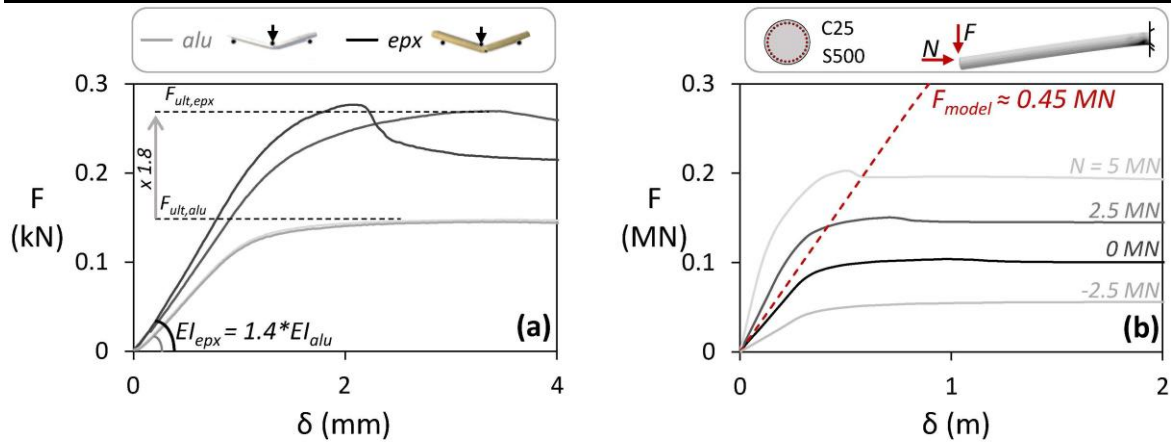 alu
epx
0.3
0.2
0.1
0
F
(kN)
F_ult,epx
x 1.8
F_ult,alu
EI_epx = 1.4*EI_alu
(a)
0
2
4
δ (mm)
C25
S500
N
F
0.3
0.2
0.1
0
F
(MN)
F_model ≈ 0.45 MN
N = 5 MN
2.5 MN
0 MN
-2.5 MN
(b)
0
1
2
δ (m)